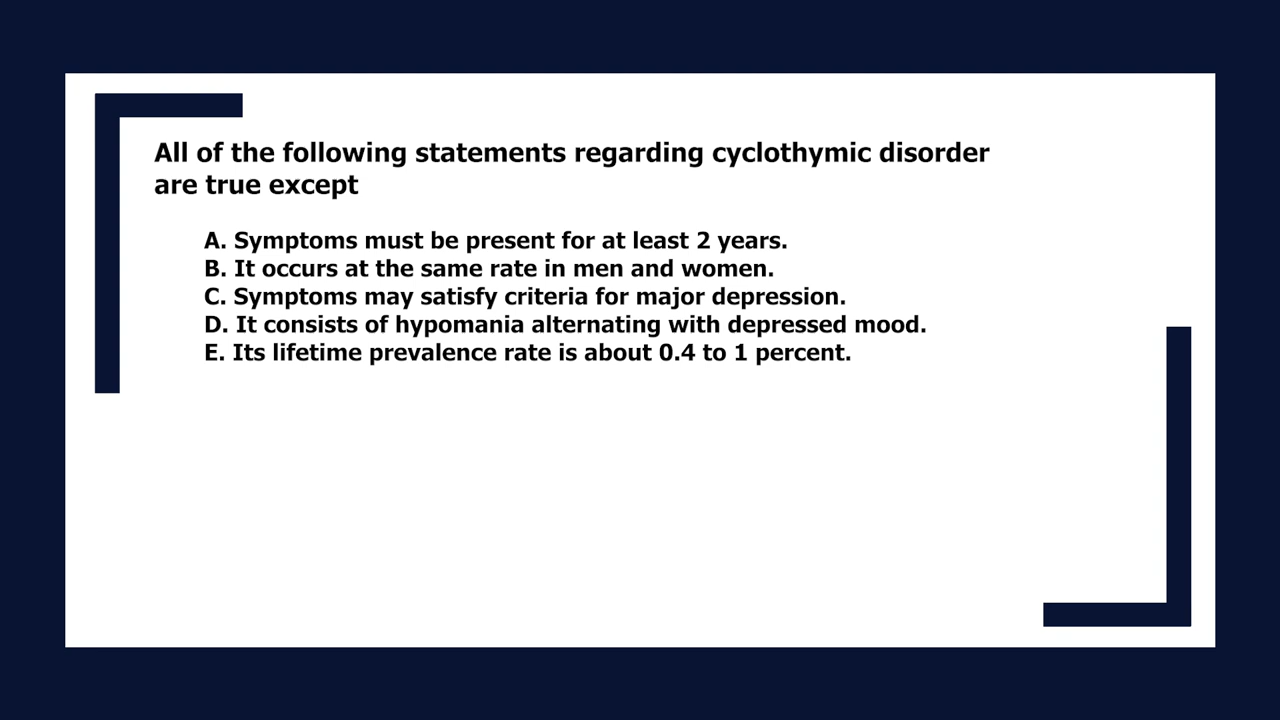 All of the following statements regarding cyclothymic disorder
are true except
A. Symptoms must be present for at least 2 years.
B. It occurs at the same rate in men and women.
C. Symptoms may satisfy criteria for major depression.
D. It consists of hypomania alternating with depressed mood.
E. Its lifetime prevalence rate is about 0.4 to 1 percent.